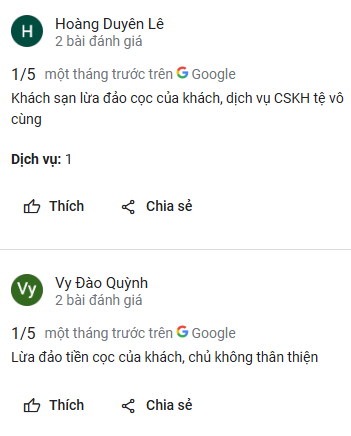 H
Hoàng Duyên Lê
2 bài đánh giá
1/5 một tháng trước trên Google
Khách sạn lừa đảo cọc của khách, dịch vụ CSKH tệ vô
cùng
Dịch vụ: 1
Thích Chia sẻ
Vy
Vy Đào Quỳnh
2 bài đánh giá
1/5 một tháng trước trên Google
Lừa đảo tiền cọc của khách, chủ không thân thiện
Thích Chia sẻ